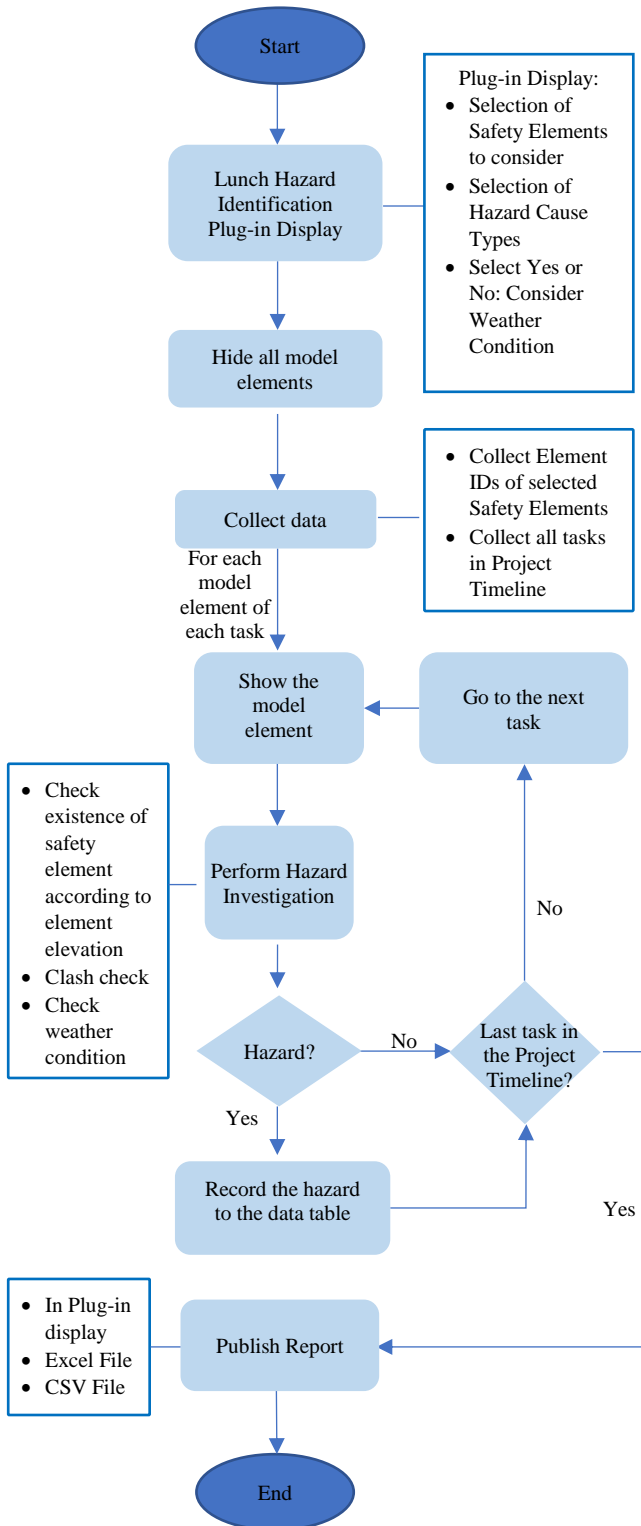 Start
Plug-in Display:
• Selection of
Safety Elements
to consider
• Selection of
Hazard Cause
Types
• Select Yes or
No: Consider
Weather
Condition
Lunch Hazard
Identification
Plug-in Display
Hide all model
elements
• Collect Element
IDs of selected
Safety Elements
• Collect all tasks
in Project
Timeline
Collect data
For each
model
element of
each task
Show the
model
element
Go to the next
task
• Check
existence of
safety
element
according to
element
elevation
• Clash check
• Check
weather
condition
Perform Hazard
Investigation
No
Hazard?
No
Last task in
the Project
Timeline?
Yes
Record the hazard
to the data table
Yes
• In Plug-in
display
• Excel File
• CSV File
Publish Report
End